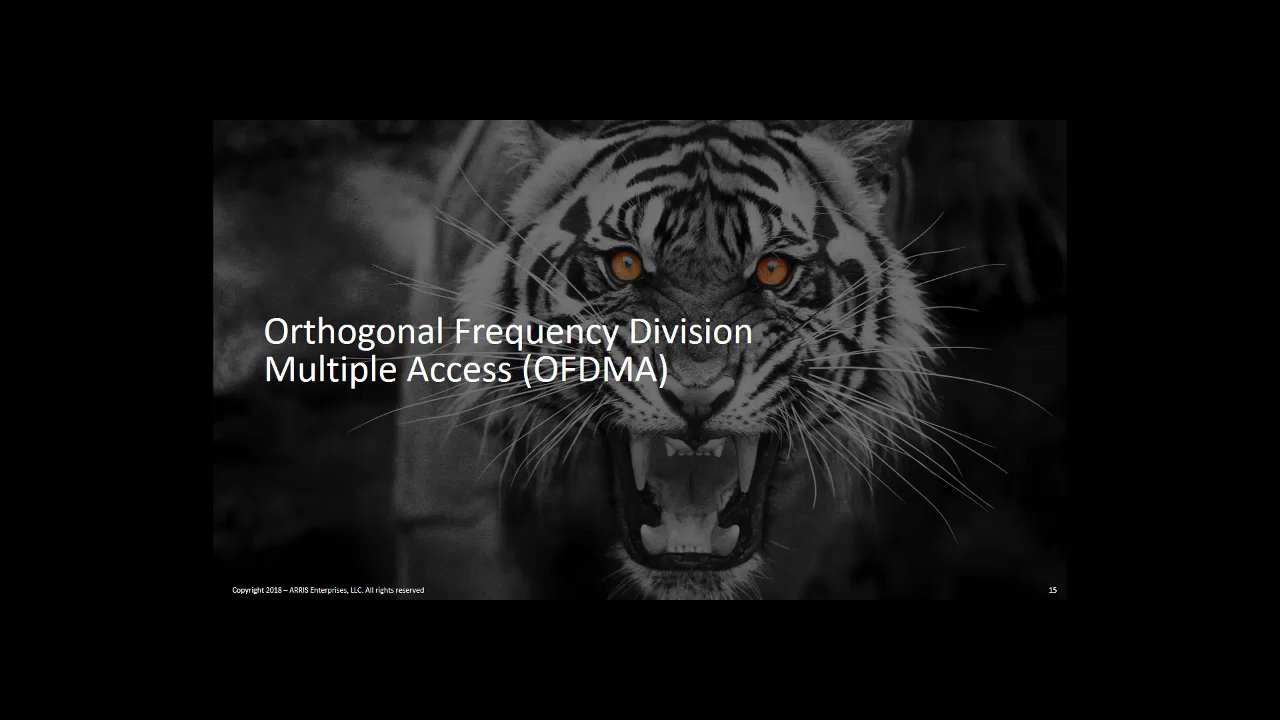 Orthogonal Frequency Division
Multiple Access (OFDMA)
Copyright 2018 – ARRIS Enterprises, LLC. All rights reserved
15